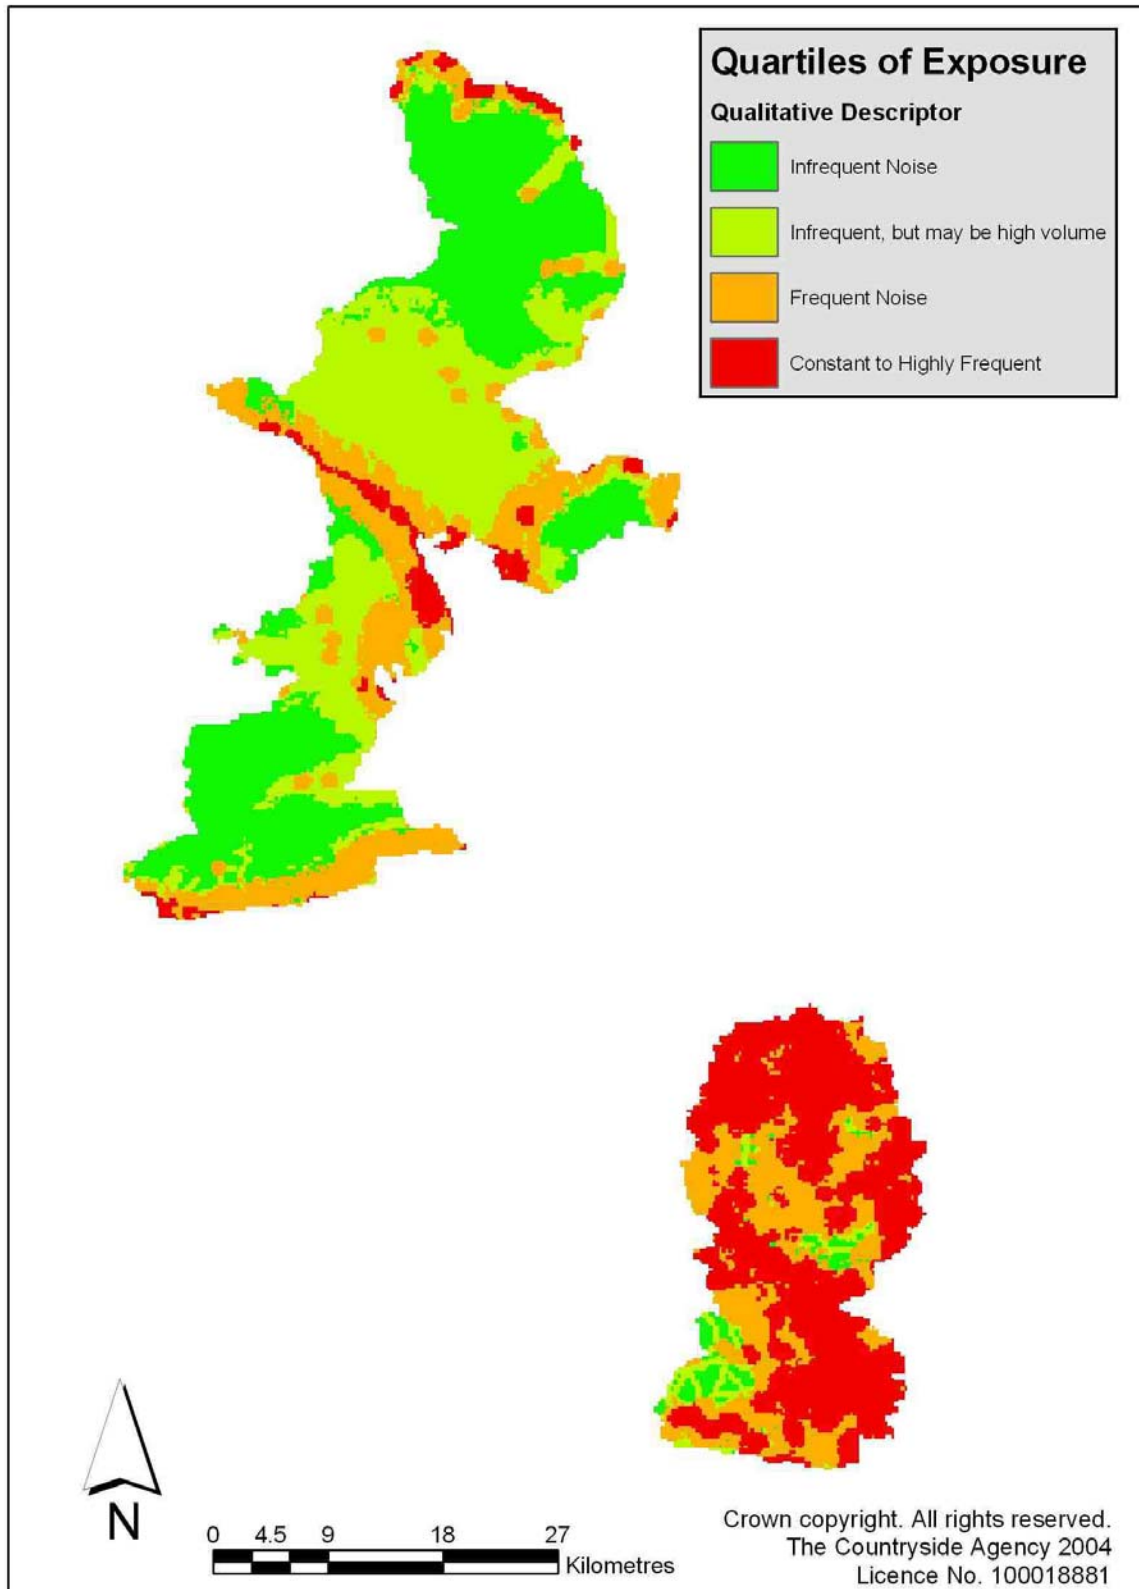 Quartiles of Exposure
Qualitative Descriptor
Infrequent Noise
Infrequent, but may be high volume
Frequent Noise
Constant to Highly Frequent
N
0 4.5 9 18 27
Kilometres
Crown copyright. All rights reserved.
The Countryside Agency 2004
Licence No. 100018881